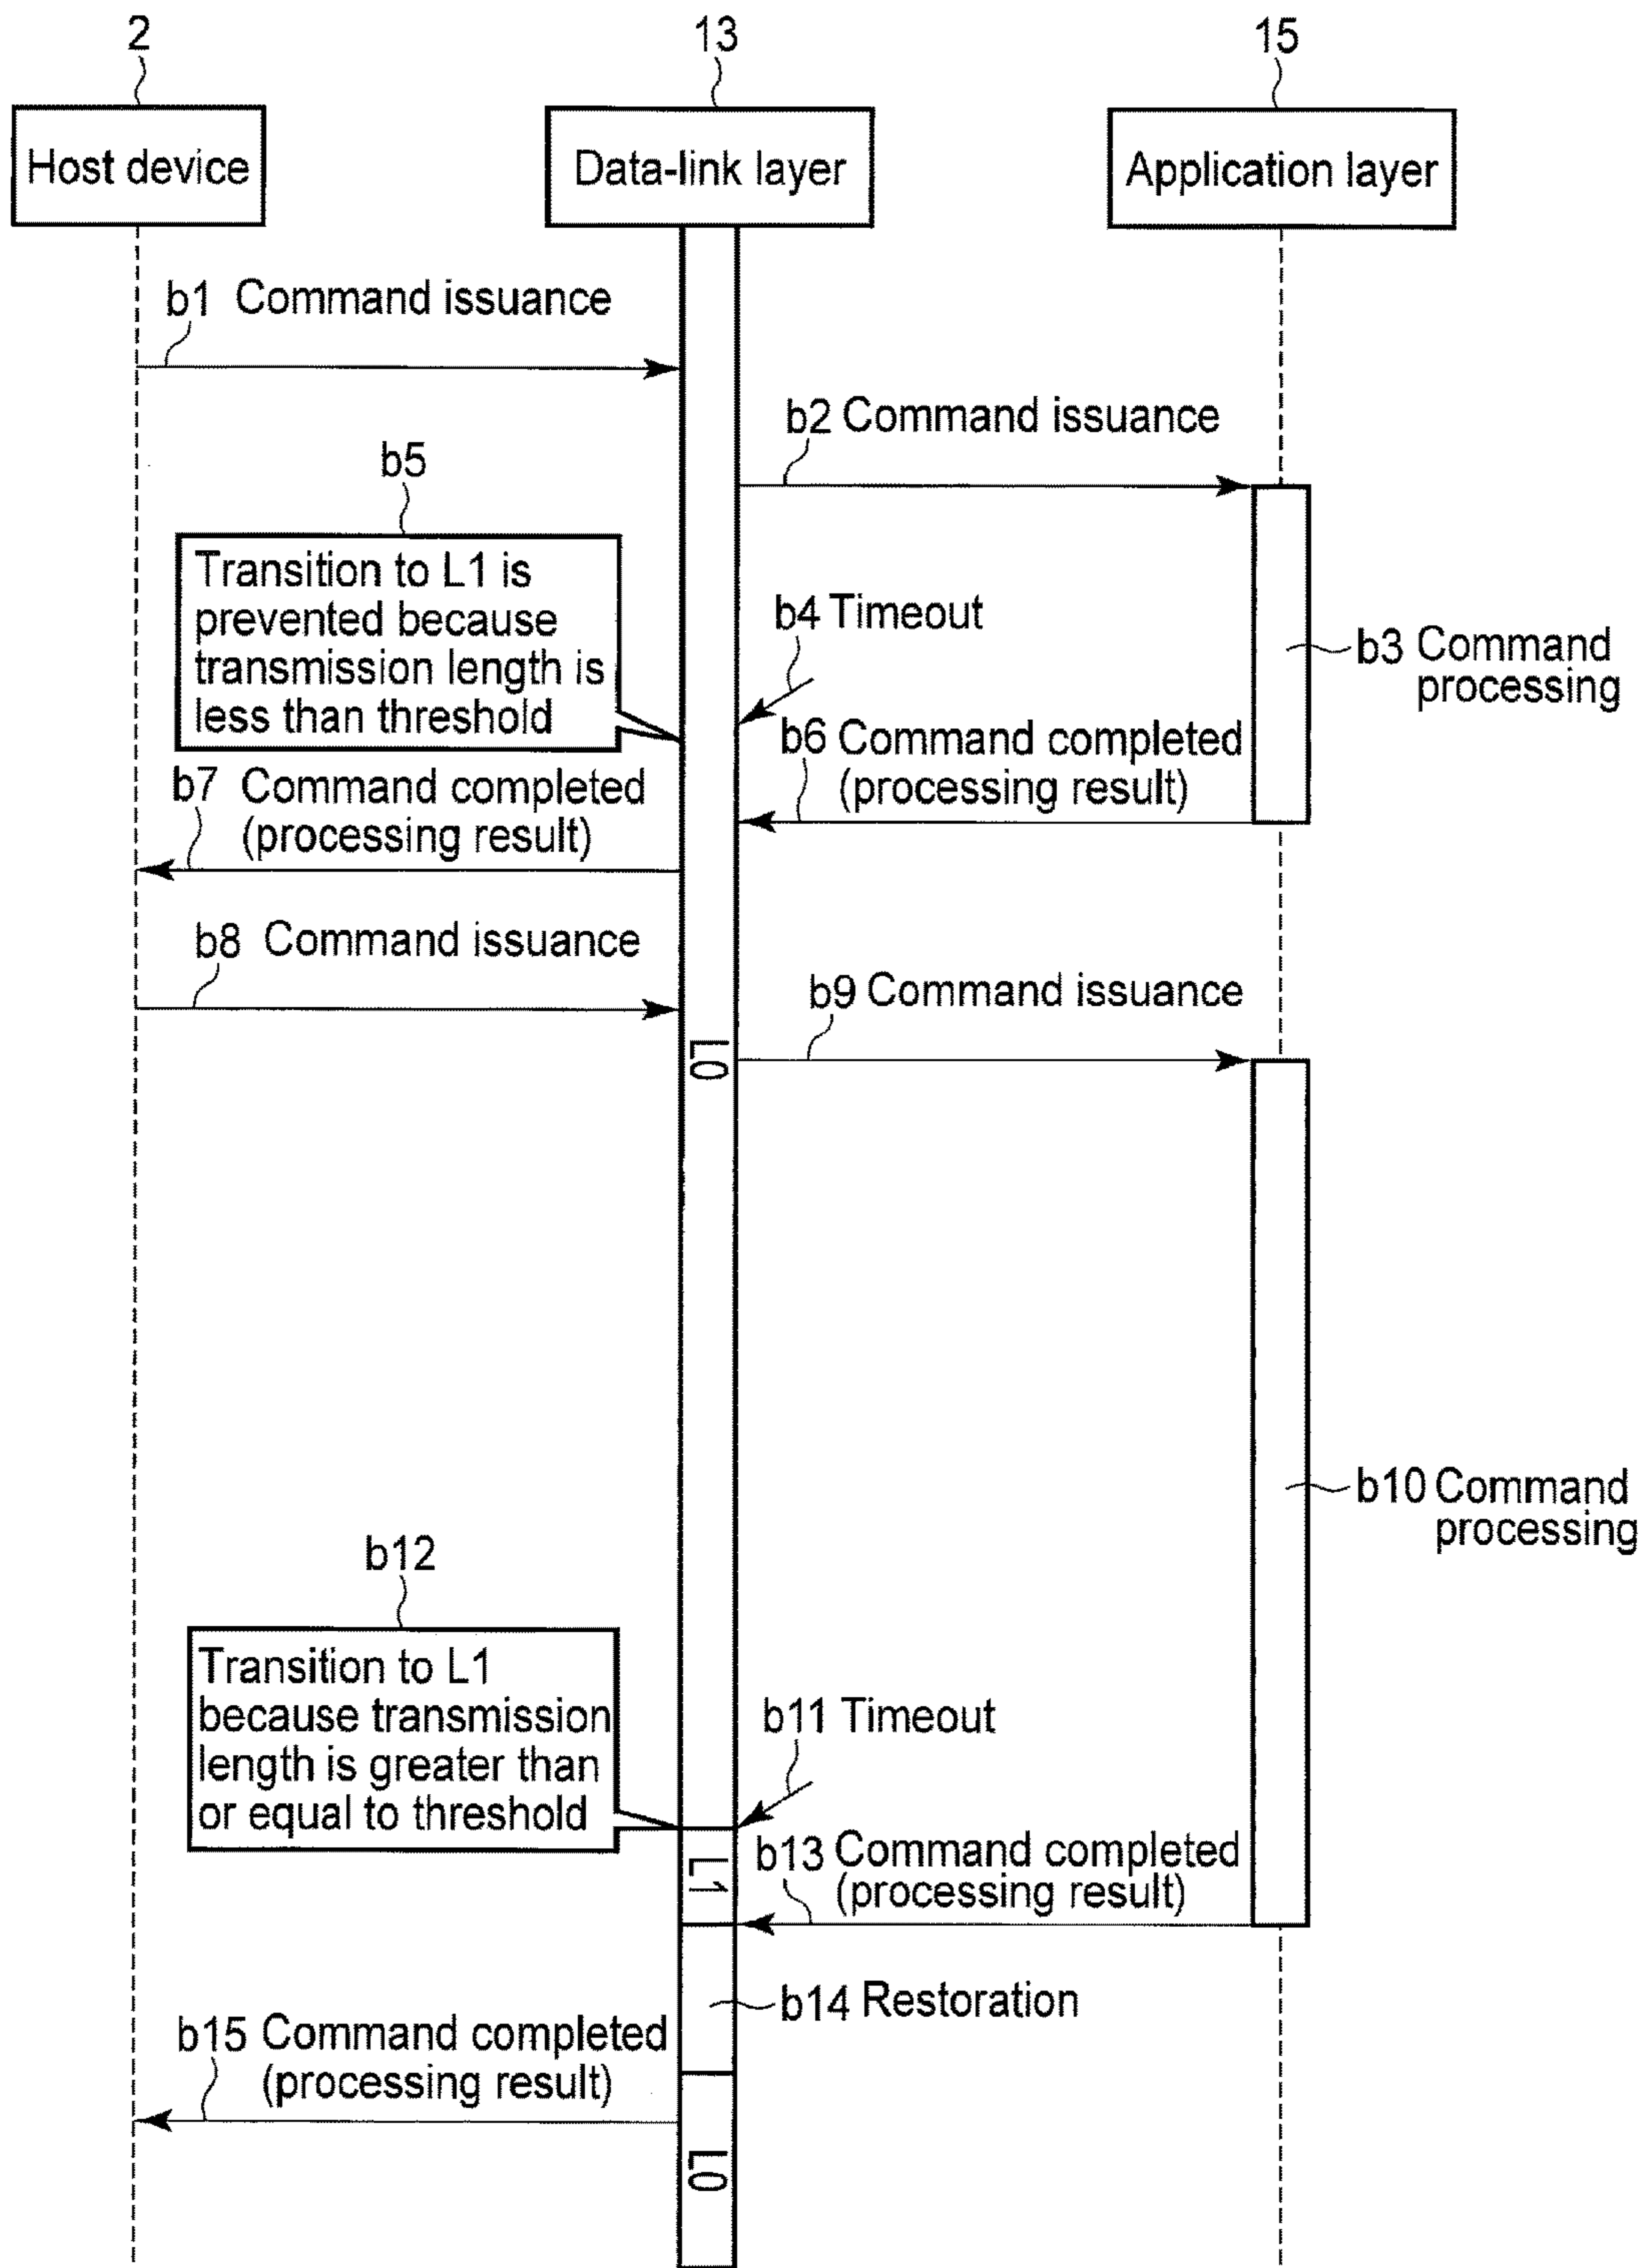 2
13
15
Host device
Data-link layer
Application layer
b1 Command issuance
b2 Command issuance
b5
Transition to L1 is
prevented because
transmission length is
less than threshold
b4 Timeout
b3 Command
processing
b6 Command completed
(processing result)
b7 Command completed
(processing result)
b8 Command issuance
b9 Command issuance
L0
b10 Command
processing
b12
Transition to L1
because transmission
length is greater than
or equal to threshold
b11 Timeout
L1
b13 Command completed
(processing result)
b14 Restoration
b15 Command completed
(processing result)
L0